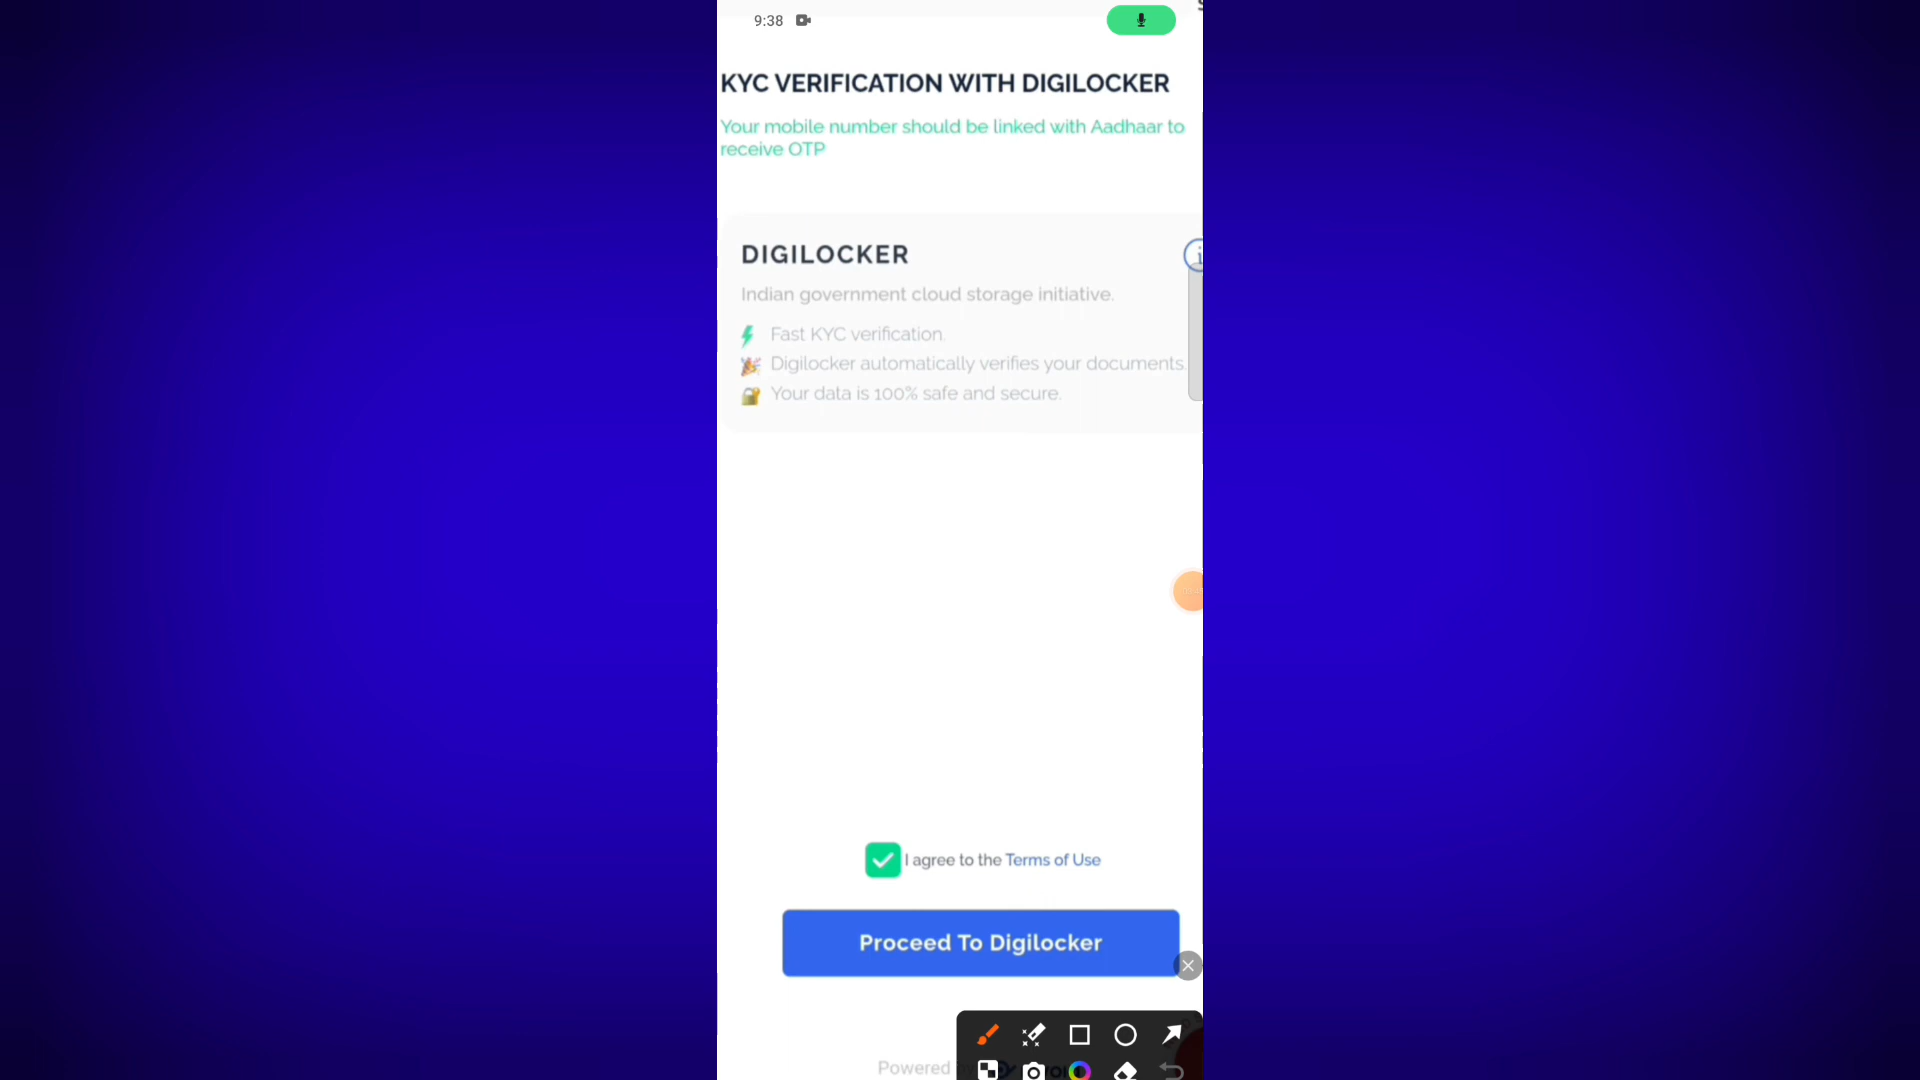 9:38
KYC VERIFICATION WITH DIGILOCKER
Your mobile number should be linked with Aadhaar to
receive OTP
DIGILOCKER
Indian government cloud storage initiative.
Fast KYC verification.
Digilocker automatically verifies your documents.
Your data is 100% safe and secure.
I agree to the Terms of Use
Proceed To Digilocker
Powered